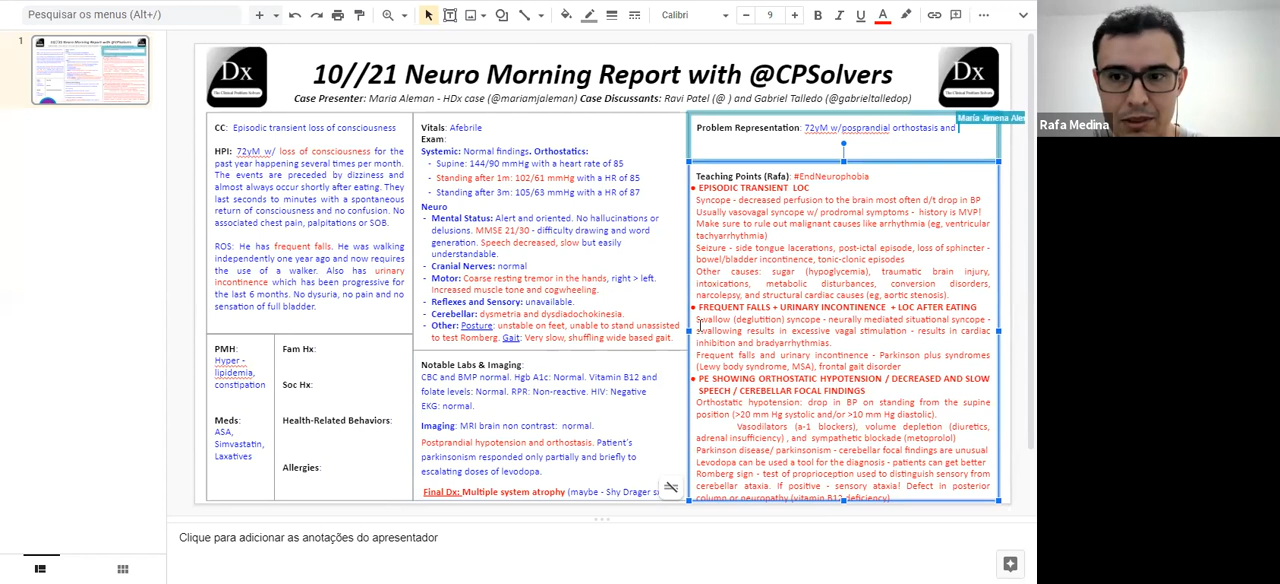 Pesquisar os menus (Alt+/)
Calibri
9
B I U A
1
Dx
The Clinical Problem Solvers
10//21 Neuro Morning Report with @CPSolvers
Case Presenter: Maria Aleman - HDx case (@mariamjaleman) Case Discussants: Ravi Patel (@ ) and Gabriel Talledo (@gabrieltalledop)
Dx
CC: Episodic transient loss of consciousness
HPI: 72yM w/ loss of consciousness for the
past year happening several times per month.
The events are preceded by dizziness and
almost always occur shortly after eating. They
last seconds to minutes with a spontaneous
return of consciousness and no confusion. No
associated chest pain, palpitations or SOB.
ROS: He has frequent falls. He was walking
independently one year ago and now requires
the use of a walker. Also has urinary
incontinence which has been progressive for
the last 6 months. No dysuria, no pain and no
sensation of full bladder.
PMH:
Hyper -
lipidemia,
constipation
Meds:
ASA,
Simvastatin,
Laxatives
Fam Hx:
Soc Hx:
Health-Related Behaviors:
Allergies:
Vitals: Afebrile
Exam:
Systemic: Normal findings. Orthostatics:
- Supine: 144/90 mmHg with a heart rate of 85
- Standing after 1m: 102/61 mmHg with a HR of 85
- Standing after 3m: 105/63 mmHg with a HR of 87
Neuro
- Mental Status: Alert and oriented. No hallucinations or
delusions. MMSE 21/30 - difficulty drawing and word
generation. Speech decreased, slow but easily
understandable.
- Cranial Nerves: normal
- Motor: Coarse resting tremor in the hands, right > left.
Increased muscle tone and cogwheeling.
- Reflexes and Sensory: unavailable.
- Cerebellar: dysmetria and dysdiadochokinesia.
- Other: Posture: unstable on feet, unable to stand unassisted
to test Romberg. Gait: Very slow, shuffling wide based gait.
Notable Labs & Imaging:
CBC and BMP normal. Hgb A1c: Normal. Vitamin B12 and
folate levels: Normal. RPR: Non-reactive. HIV: Negative
EKG: normal.
Imaging: MRI brain non contrast: normal.
Postprandial hypotension and orthostasis. Patient's
parkinsonism responded only partially and briefly to
escalating doses of levodopa.
Final Dx: Multiple system atrophy (maybe - Shy Drager s
María Jimena Ale
Problem Representation: 72yM w/posprandial orthostasis and
Teaching Points (Rafa): #EndNeurophobia
● EPISODIC TRANSIENT LOC
Syncope - decreased perfusion to the brain most often d/t drop in BP
Usually vasovagal syncope w/ prodromal symptoms - history is MVP!
Make sure to rule out malignant causes like arrhythmia (eg, ventricular
tachyarrhythmia)
Seizure - side tongue lacerations, post-ictal episode, loss of sphincter -
bowel/bladder incontinence, tonic-clonic episodes
Other causes: sugar (hypoglycemia), traumatic brain injury,
intoxications, metabolic disturbances, conversion disorders,
narcolepsy, and structural cardiac causes (eg, aortic stenosis).
● FREQUENT FALLS + URINARY INCONTINENCE + LOC AFTER EATING
Swallow (deglutition) syncope - neurally mediated situational syncope -
swallowing results in excessive vagal stimulation - results in cardiac
inhibition and bradyarrhythmias.
Frequent falls and urinary incontinence - Parkinson plus syndromes
(Lewy body syndrome, MSA), frontal gait disorder
● PE SHOWING ORTHOSTATIC HYPOTENSION / DECREASED AND SLOW
SPEECH / CEREBELLAR FOCAL FINDINGS
Orthostatic hypotension: drop in BP on standing from the supine
position (>20 mm Hg systolic and/or >10 mm Hg diastolic).
Vasodilators (a-1 blockers), volume depletion (diuretics,
adrenal insufficiency) , and sympathetic blockade (metoprolol)
Parkinson disease/ parkinsonism - cerebellar focal findings are unusual
Levodopa can be used a tool for the diagnosis - patients can get better
Romberg sign - test of proprioception used to distinguish sensory from
cerebellar ataxia. If positive - sensory ataxia! Defect in posterior
column or neuropathy (vitamin B12 deficiency).
Clique para adicionar as anotações do apresentador
Rafa Medina